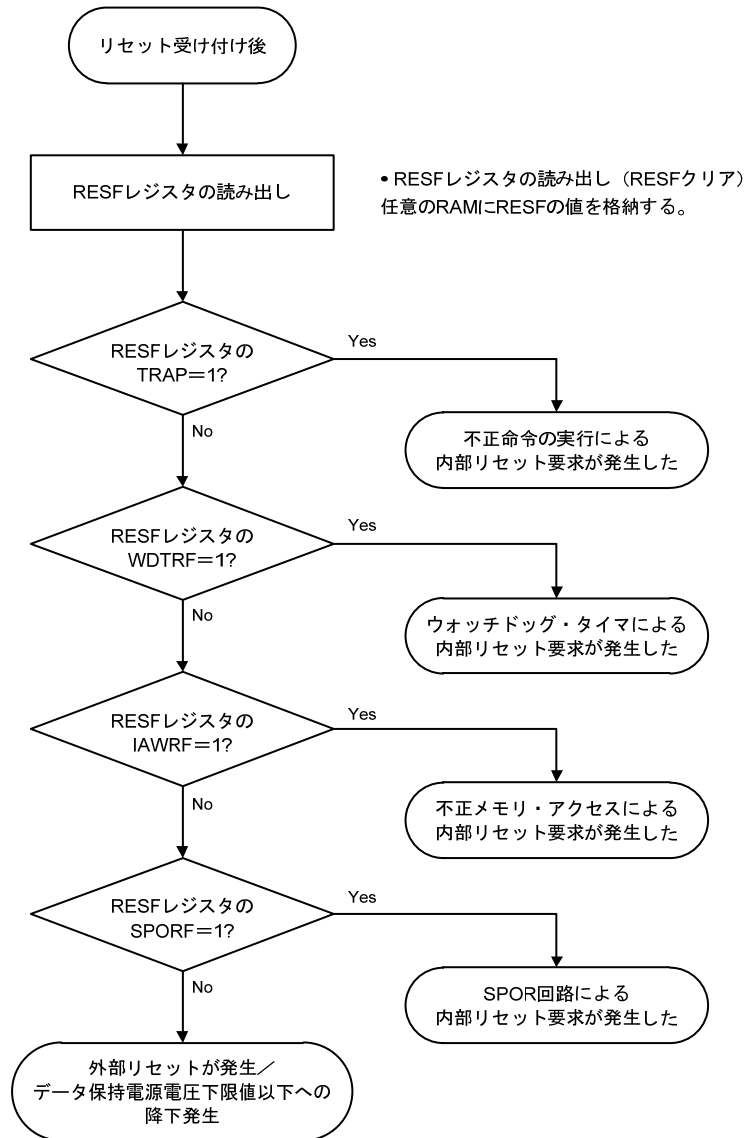 リセット受け付け後
RESFレジスタの読み出し
• RESFレジスタの読み出し（RESFクリア）
任意のRAMにRESFの値を格納する。
RESFレジスタの
TRAP＝1?
Yes
No
不正命令の実行による
内部リセット要求が発生した
RESFレジスタの
WDTRF＝1?
Yes
No
ウォッチドッグ・タイマによる
内部リセット要求が発生した
RESFレジスタの
IAWRF＝1?
Yes
No
不正メモリ・アクセスによる
内部リセット要求が発生した
RESFレジスタの
SPORF＝1?
Yes
No
SPOR回路による
内部リセット要求が発生した
外部リセットが発生／
データ保持電源電圧下限値以下への
降下発生